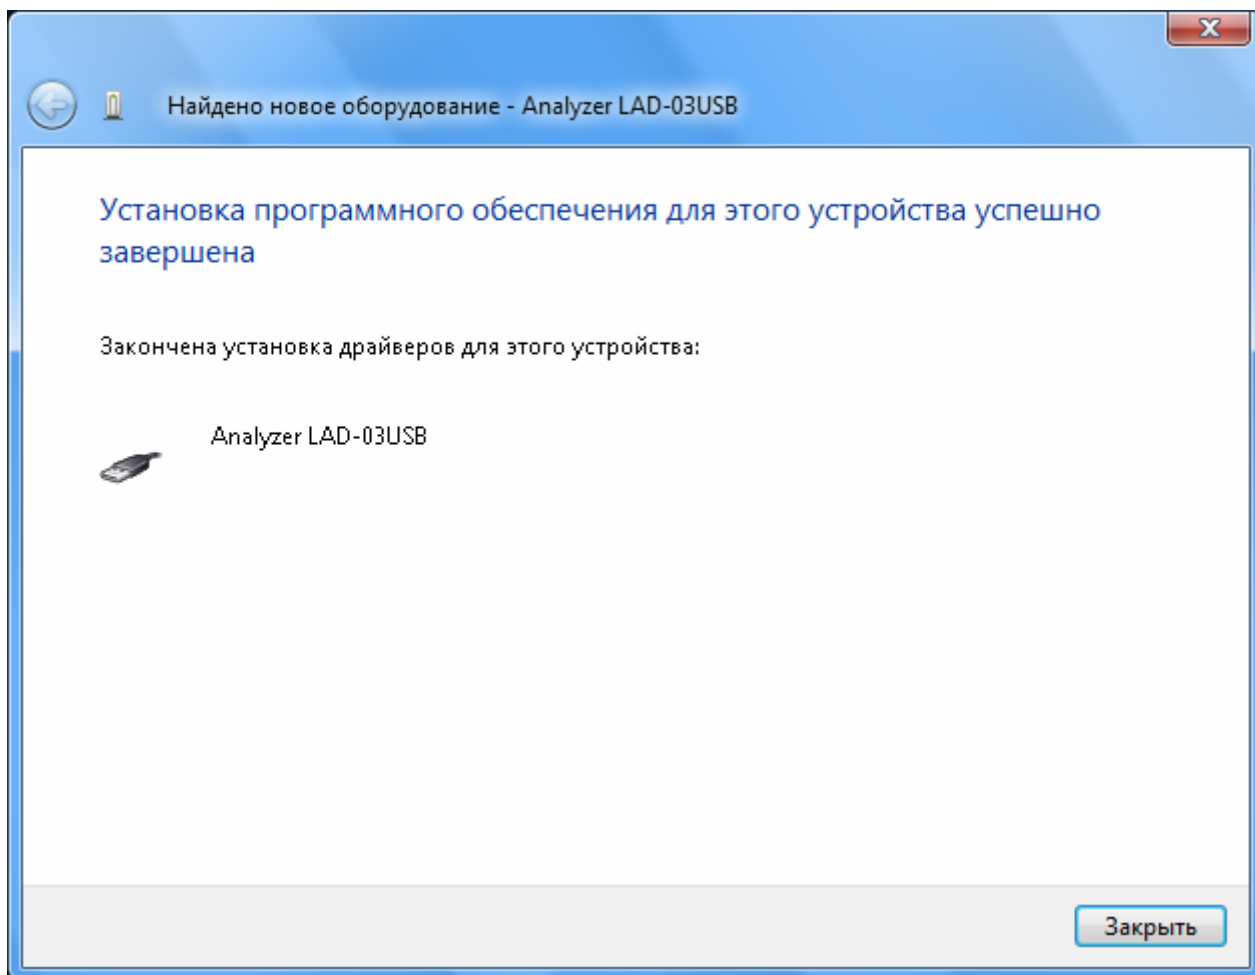 Найдено новое оборудование - Analyzer LAD-03USB
Установка программного обеспечения для этого устройства успешно
завершена
Закончена установка драйверов для этого устройства:
Analyzer LAD-03USB
Закрыть